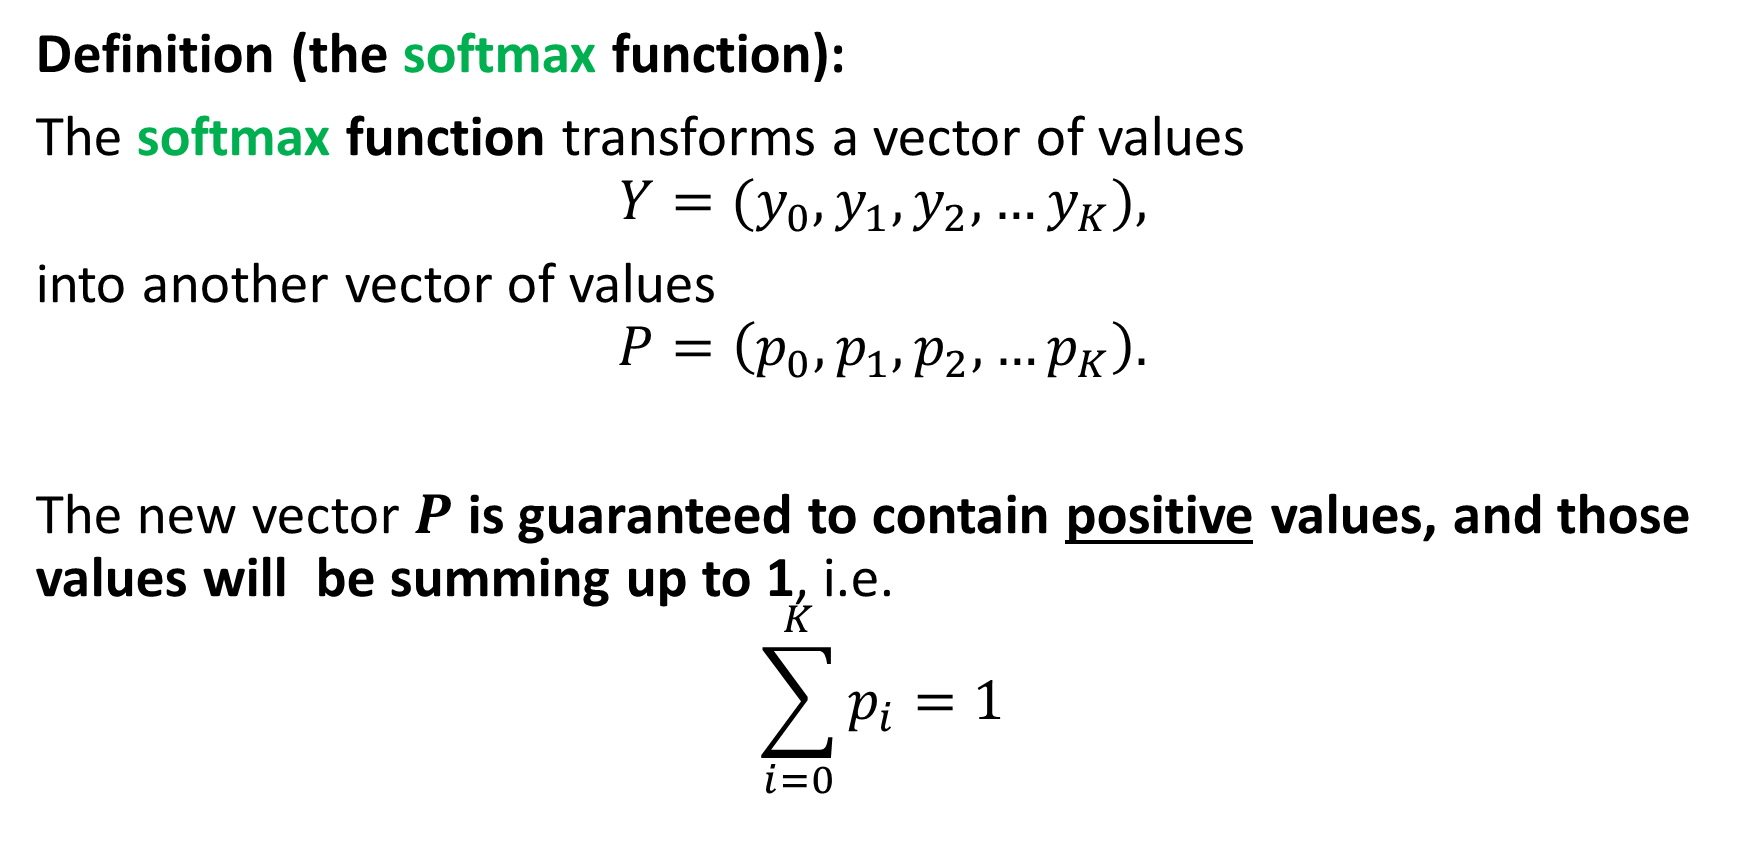 Definition (the softmax function):
The softmax function transforms a vector of values
Y = (y₀, y₁, y₂, … y_K),
into another vector of values
P = (p₀, p₁, p₂, … p_K).
The new vector P is guaranteed to contain positive values, and those
values will be summing up to 1, i.e.
K
∑ pᵢ = 1
i=0